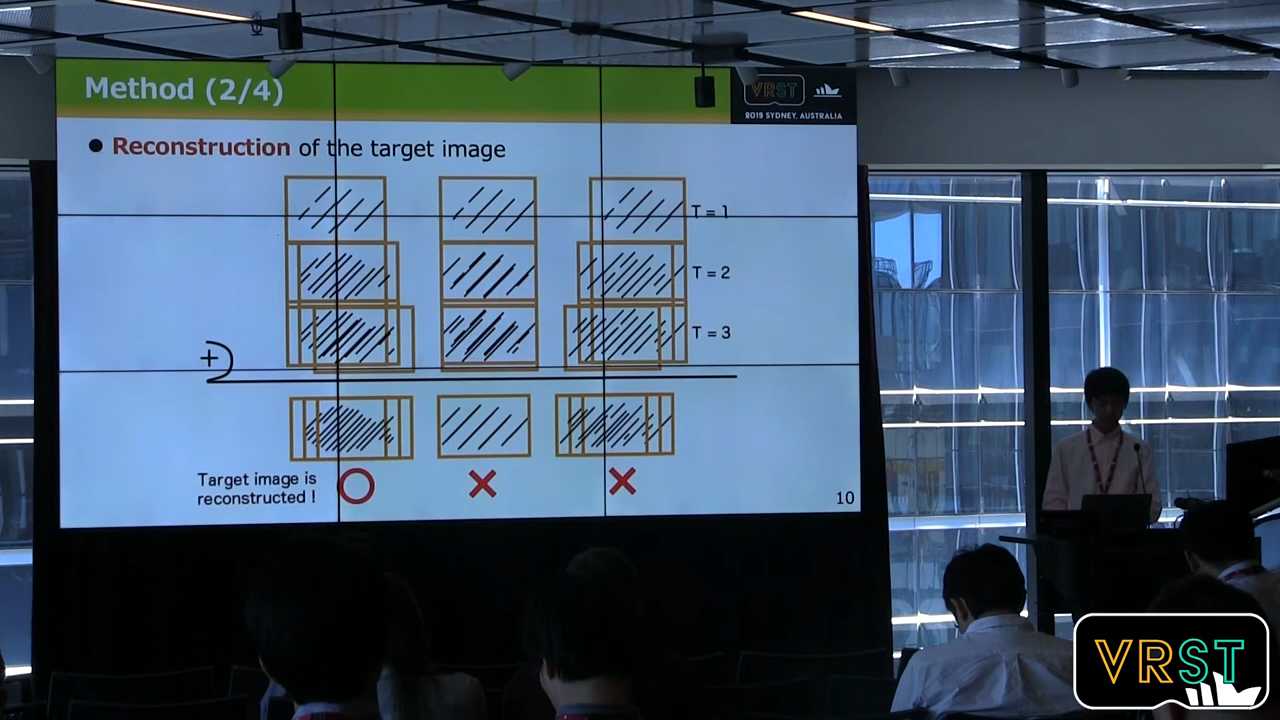 Method (2/4)
VRST
2019 SYDNEY, AUSTRALIA
● Reconstruction of the target image
T = 1
T = 2
T = 3
+
Target image is
reconstructed !
10
VRST